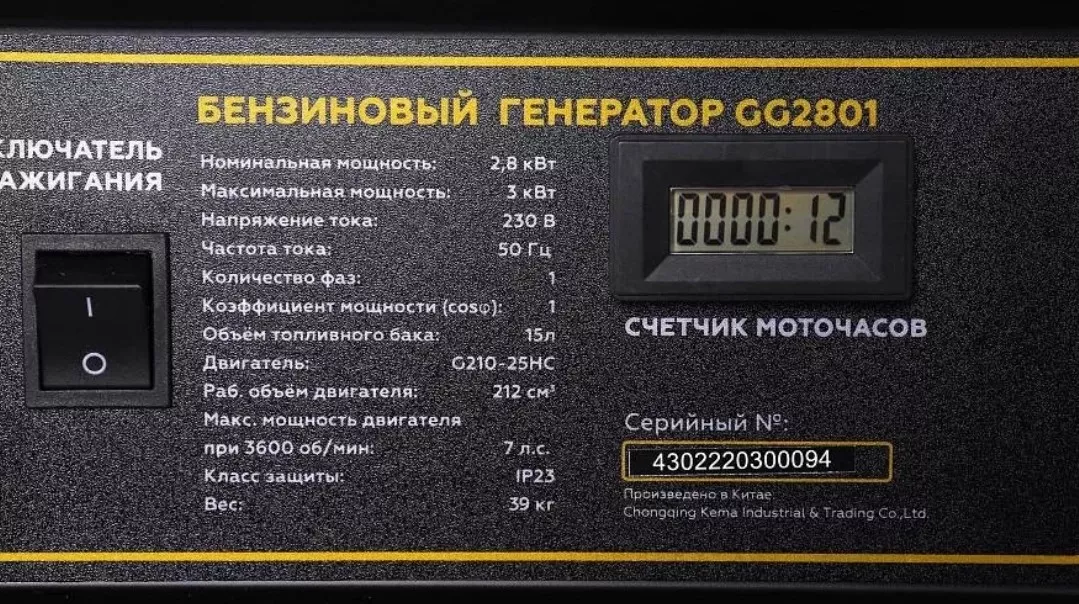 БЕНЗИНОВЫЙ ГЕНЕРАТОР GG2801
КЛЮЧАТЕЛЬ
АЖИГАНИЯ
Номинальная мощность: 2,8 кВт
Максимальная мощность: 3 кВт
Напряжение тока: 230 В
Частота тока: 50 Гц
Количество фаз: 1
Коэффициент мощности (cosφ): 1
Объём топливного бака: 15л
Двигатель: G210-25HC
Раб. объём двигателя: 212 см³
Макс. мощность двигателя
при 3600 об/мин: 7 л.с.
Класс защиты: IP23
Вес: 39 кг
0000:12
СЧЕТЧИК МОТОЧАСОВ
Серийный №:
4302220300094
Произведено в Китае
Chongqing Kema Industrial & Trading Co.,Ltd.
I
O